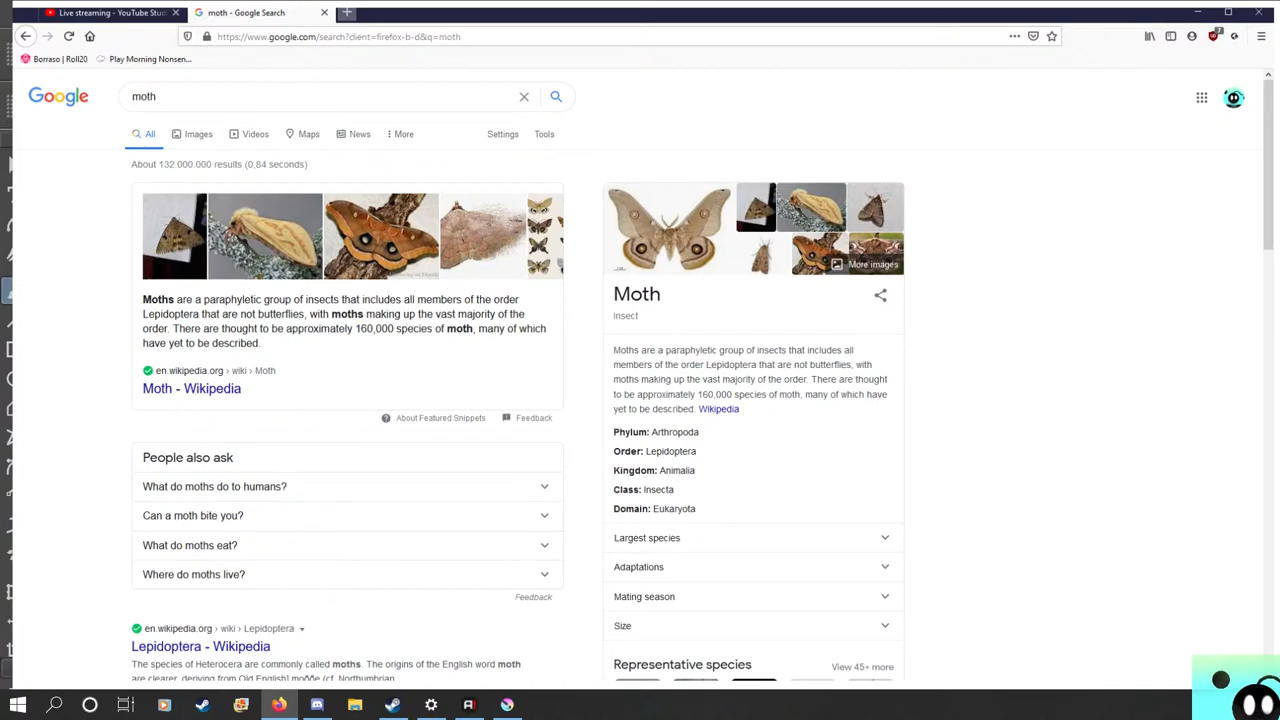 Live streaming - YouTube Stud
moth - Google Search
https://www.google.com/search?client=firefox-b-d&q=moth
7
Borraso | Roll20
Play Morning Nonsen...
Google
moth
All
Images
Videos
Maps
News
More
Settings
Tools
About 132.000.000 results (0,84 seconds)
Moths are a paraphyletic group of insects that includes all members of the order
Lepidoptera that are not butterflies, with moths making up the vast majority of the
order. There are thought to be approximately 160,000 species of moth, many of which
have yet to be described.
en.wikipedia.org › wiki › Moth
Moth - Wikipedia
About Featured Snippets
Feedback
People also ask
What do moths do to humans?
Can a moth bite you?
What do moths eat?
Where do moths live?
Feedback
en.wikipedia.org › wiki › Lepidoptera
Lepidoptera - Wikipedia
The species of Heterocera are commonly called moths. The origins of the English word moth
are clearer, deriving from Old English] moððe (cf. Northumbrian
More images
Moth
Insect
Moths are a paraphyletic group of insects that includes all
members of the order Lepidoptera that are not butterflies, with
moths making up the vast majority of the order. There are thought
to be approximately 160,000 species of moth, many of which have
yet to be described. Wikipedia
Phylum: Arthropoda
Order: Lepidoptera
Kingdom: Animalia
Class: Insecta
Domain: Eukaryota
Largest species
Adaptations
Mating season
Size
Representative species
View 45+ more